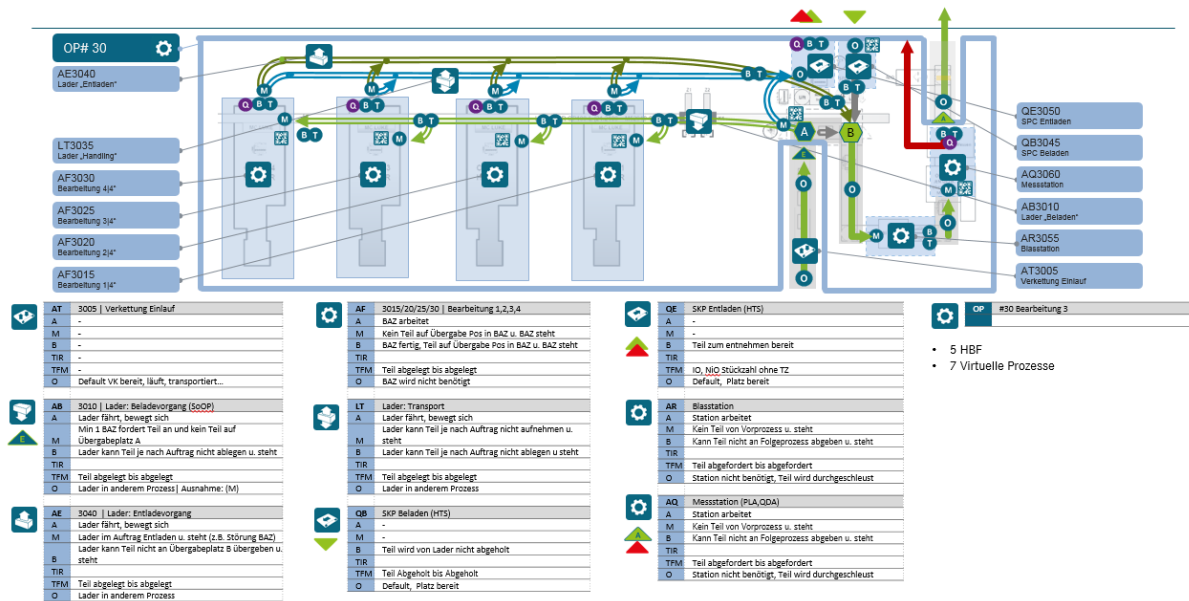 OP# 30
AE3040
Lader „Entladen"
LT3035
Lader „Handling"
AF3030
Bearbeitung 4|4"
AF3025
Bearbeitung 3|4"
AF3020
Bearbeitung 2|4"
AF3015
Bearbeitung 1|4"
QE3050
SPC Entladen
QB3045
SPC Beladen
AQ3060
Messstation
AB3010
Lader „Beladen"
AR3055
Blasstation
AT3005
Verkettung Einlauf
M
M
M
M
M
Q B T
Q B T
Q B T
Q B T
M
B T
B T
M
B T
M
B T
M
B T
O
Q B T
O
B T
M
A
B
E
O
O
O
O
M
B
T
O
M
Q
B T
A
O
AT 3005 | Verkettung Einlauf
A -
M -
B -
TIR -
TFM -
O Default VK bereit, läuft, transportiert...
AB 3010 | Lader: Beladevorgang (SoOP)
A Lader fährt, bewegt sich
Min 1 BAZ fordert Teil an und kein Teil auf
M Übergabeplatz A
B Lader kann Teil je nach Auftrag nicht ablegen u. steht
TIR
TFM Teil abgelegt bis abgelegt
O Lader in anderem Prozess| Ausnahme: (M)
E
AE 3040 | Lader: Entladevorgang
A Lader fährt, bewegt sich
M Lader im Auftrag Entladen u. steht (z.B. Störung BAZ)
Lader kann Teil nicht an Übergabeplatz B übergeben u.
B steht
TIR
TFM Teil abgelegt bis abgelegt
O Lader in anderem Prozess
AF 3015/20/25/30 | Bearbeitung 1,2,3,4
A BAZ arbeitet
M Kein Teil auf Übergabe Pos in BAZ u. BAZ steht
B BAZ fertig, Teil auf Übergabe Pos in BAZ u. BAZ steht
TIR
TFM Teil abgelegt bis abgelegt
O BAZ wird nicht benötigt
LT Lader: Transport
A Lader fährt, bewegt sich
Lader kann Teil je nach Auftrag nicht aufnehmen u.
M steht
B Lader kann Teil je nach Auftrag nicht ablegen u steht
TIR
TFM Teil abgelegt bis abgelegt
O Lader in anderem Prozess
QB SKP Beladen (HTS)
A -
M -
B Teil wird von Lader nicht abgeholt
TIR
TFM Teil Abgeholt bis Abgeholt
O Default, Platz bereit
QE SKP Entladen (HTS)
A -
M -
B Teil zum entnehmen bereit
TIR
TFM IO, NiO Stückzahl ohne TZ
O Default, Platz bereit
AR Blasstation
A Station arbeitet
M Kein Teil von Vorprozess u. steht
B Kann Teil nicht an Folgeprozess abgeben u. steht
TIR
TFM Teil abgefordert bis abgefordert
O Station nicht benötigt, Teil wird durchgeschleust
AQ Messstation (PLA,QDA)
A Station arbeitet
M Kein Teil von Vorprozess u. steht
B Kann Teil nicht an Folgeprozess abgeben u. steht
TIR
TFM Teil abgefordert bis abgefordert
O Station nicht benötigt, Teil wird durchgeschleust
A
OP #30 Bearbeitung 3
• 5 HBF
• 7 Virtuelle Prozesse